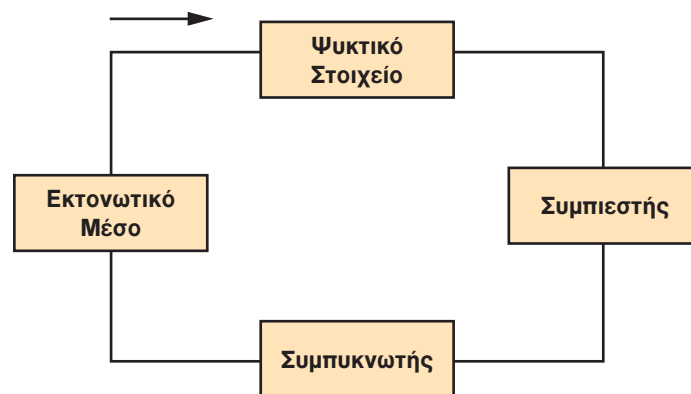 Ψυκτικό
Στοιχείο
Εκτονωτικό
Μέσο
Συμπιεστής
Συμπυκνωτής